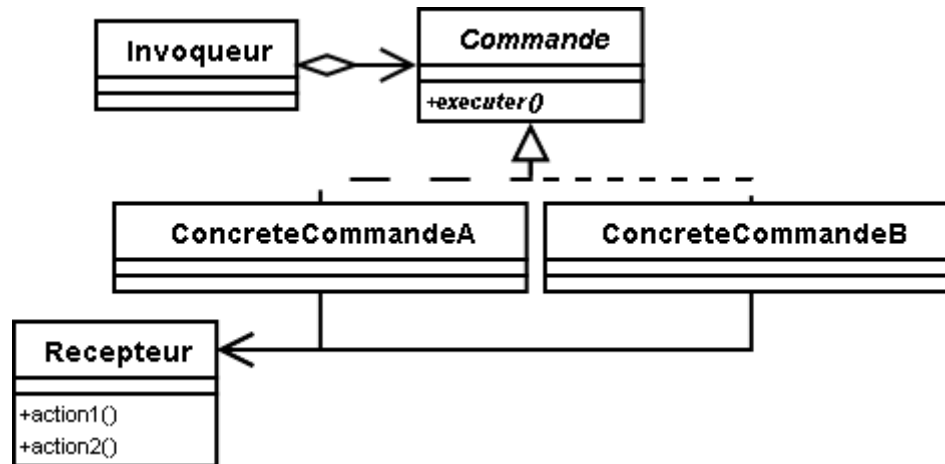 Invoqueur
Commande
+executer()
ConcreteCommandeA
ConcreteCommandeB
Recepteur
+action1()
+action2()